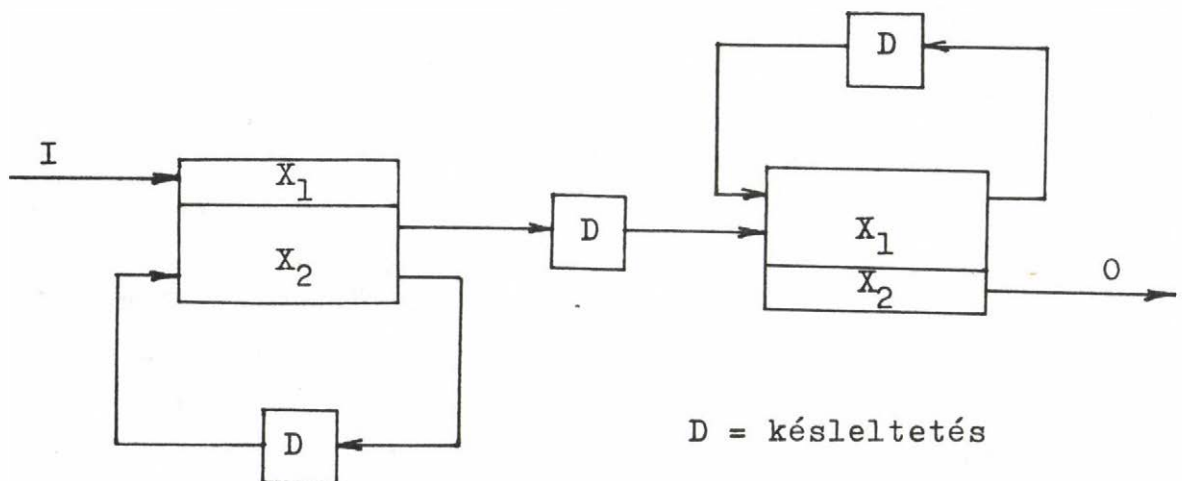 D
I
X₁
X₂
D
X₁
X₂
O
D
D = késleltetés